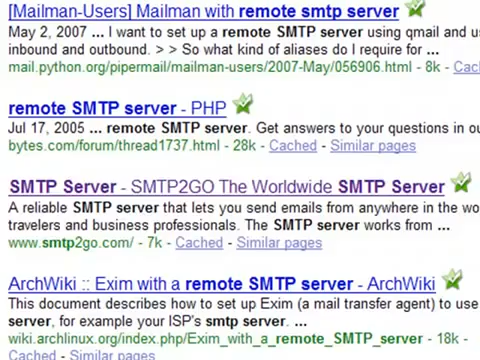 [Mailman-Users] Mailman with remote smtp server
May 2, 2007 ... I want to set up a remote SMTP server using qmail and
inbound and outbound. > > So what kind of aliases do I require for ...
mail.python.org/pipermail/mailman-users/2007-May/056906.html - 8k -
remote SMTP server - PHP
Jul 17, 2005 ... remote SMTP server. Get answers to your questions in
bytes.com/forum/thread1737.html - 28k - Cached - Similar pages
SMTP Server - SMTP2GO The Worldwide SMTP Server
A reliable SMTP server that lets you send emails from anywhere in the
travelers and business professionals. The SMTP server works from ...
www.smtp2go.com/ - 7k - Cached - Similar pages
ArchWiki :: Exim with a remote SMTP server - ArchWiki
This document describes how to set up Exim (a mail transfer agent) to use
server, for example your ISP's smtp server. ...
wiki.archlinux.org/index.php/Exim_with_a_remote_SMTP_server - 18k -
Cached - Similar pages